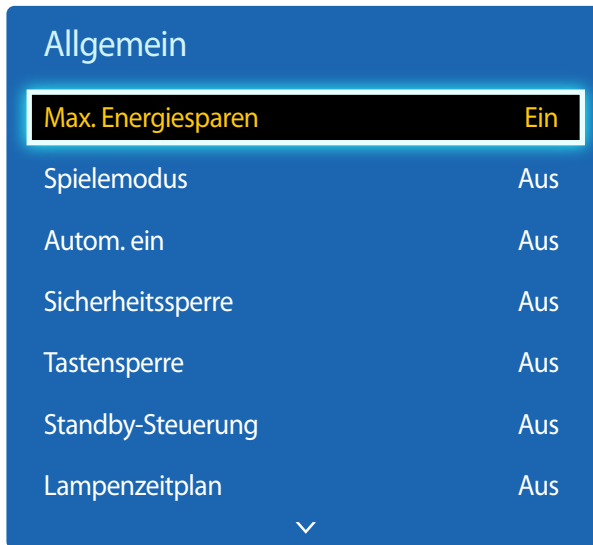 Allgemein
Max. Energiesparen Ein
Spielemodus Aus
Autom. ein Aus
Sicherheitssperre Aus
Tastensperre Aus
Standby-Steuerung Aus
Lampenzeitplan Aus